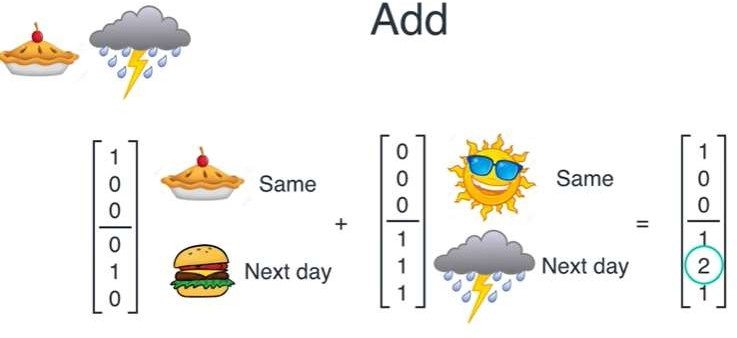 Add
1 0 0 0 1 0
Same
Next day
+
0 0 0 1 1 1
Same
Next day
=
1 0 0 1 2 1